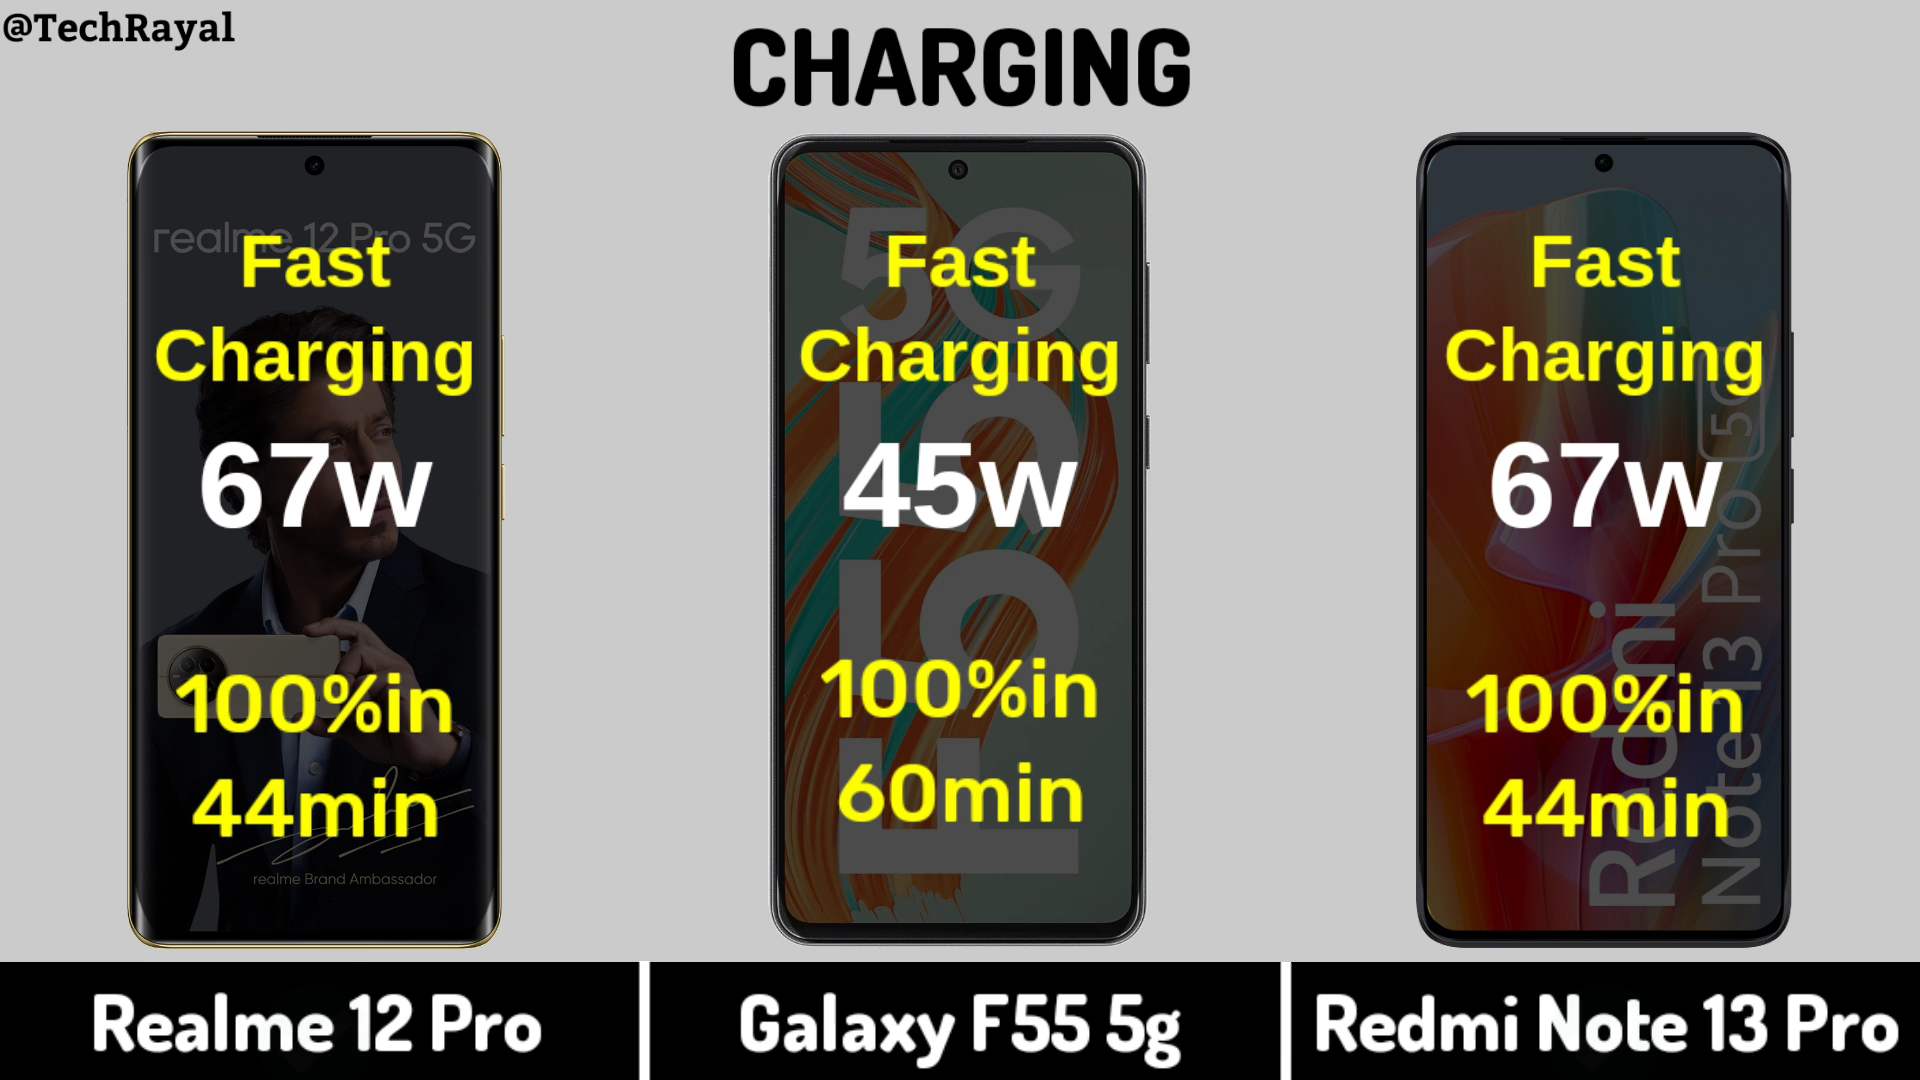 @TechRayal
CHARGING
realme 12 Pro 5G
Fast
Charging
67w
100%in
44min
realme Brand Ambassador
5G
F55
Fast
Charging
45w
100%in
60min
Redmi
Note 13 Pro 5G
Fast
Charging
67w
100%in
44min
Realme 12 Pro
Galaxy F55 5g
Redmi Note 13 Pro